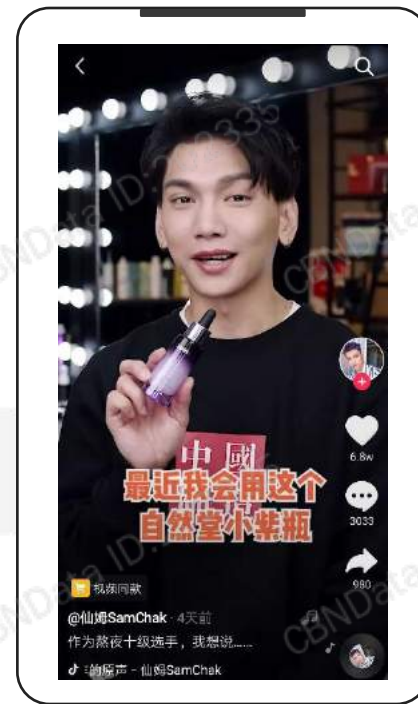 中國
最近我会用这个
自然堂小紫瓶
6.8w
3033
980
视频同款
@仙姆SamChak · 4天前
作为熬夜十级选手，我想说......
的原声 - 仙姆SamChak
CBNData
CBNData
CBNData